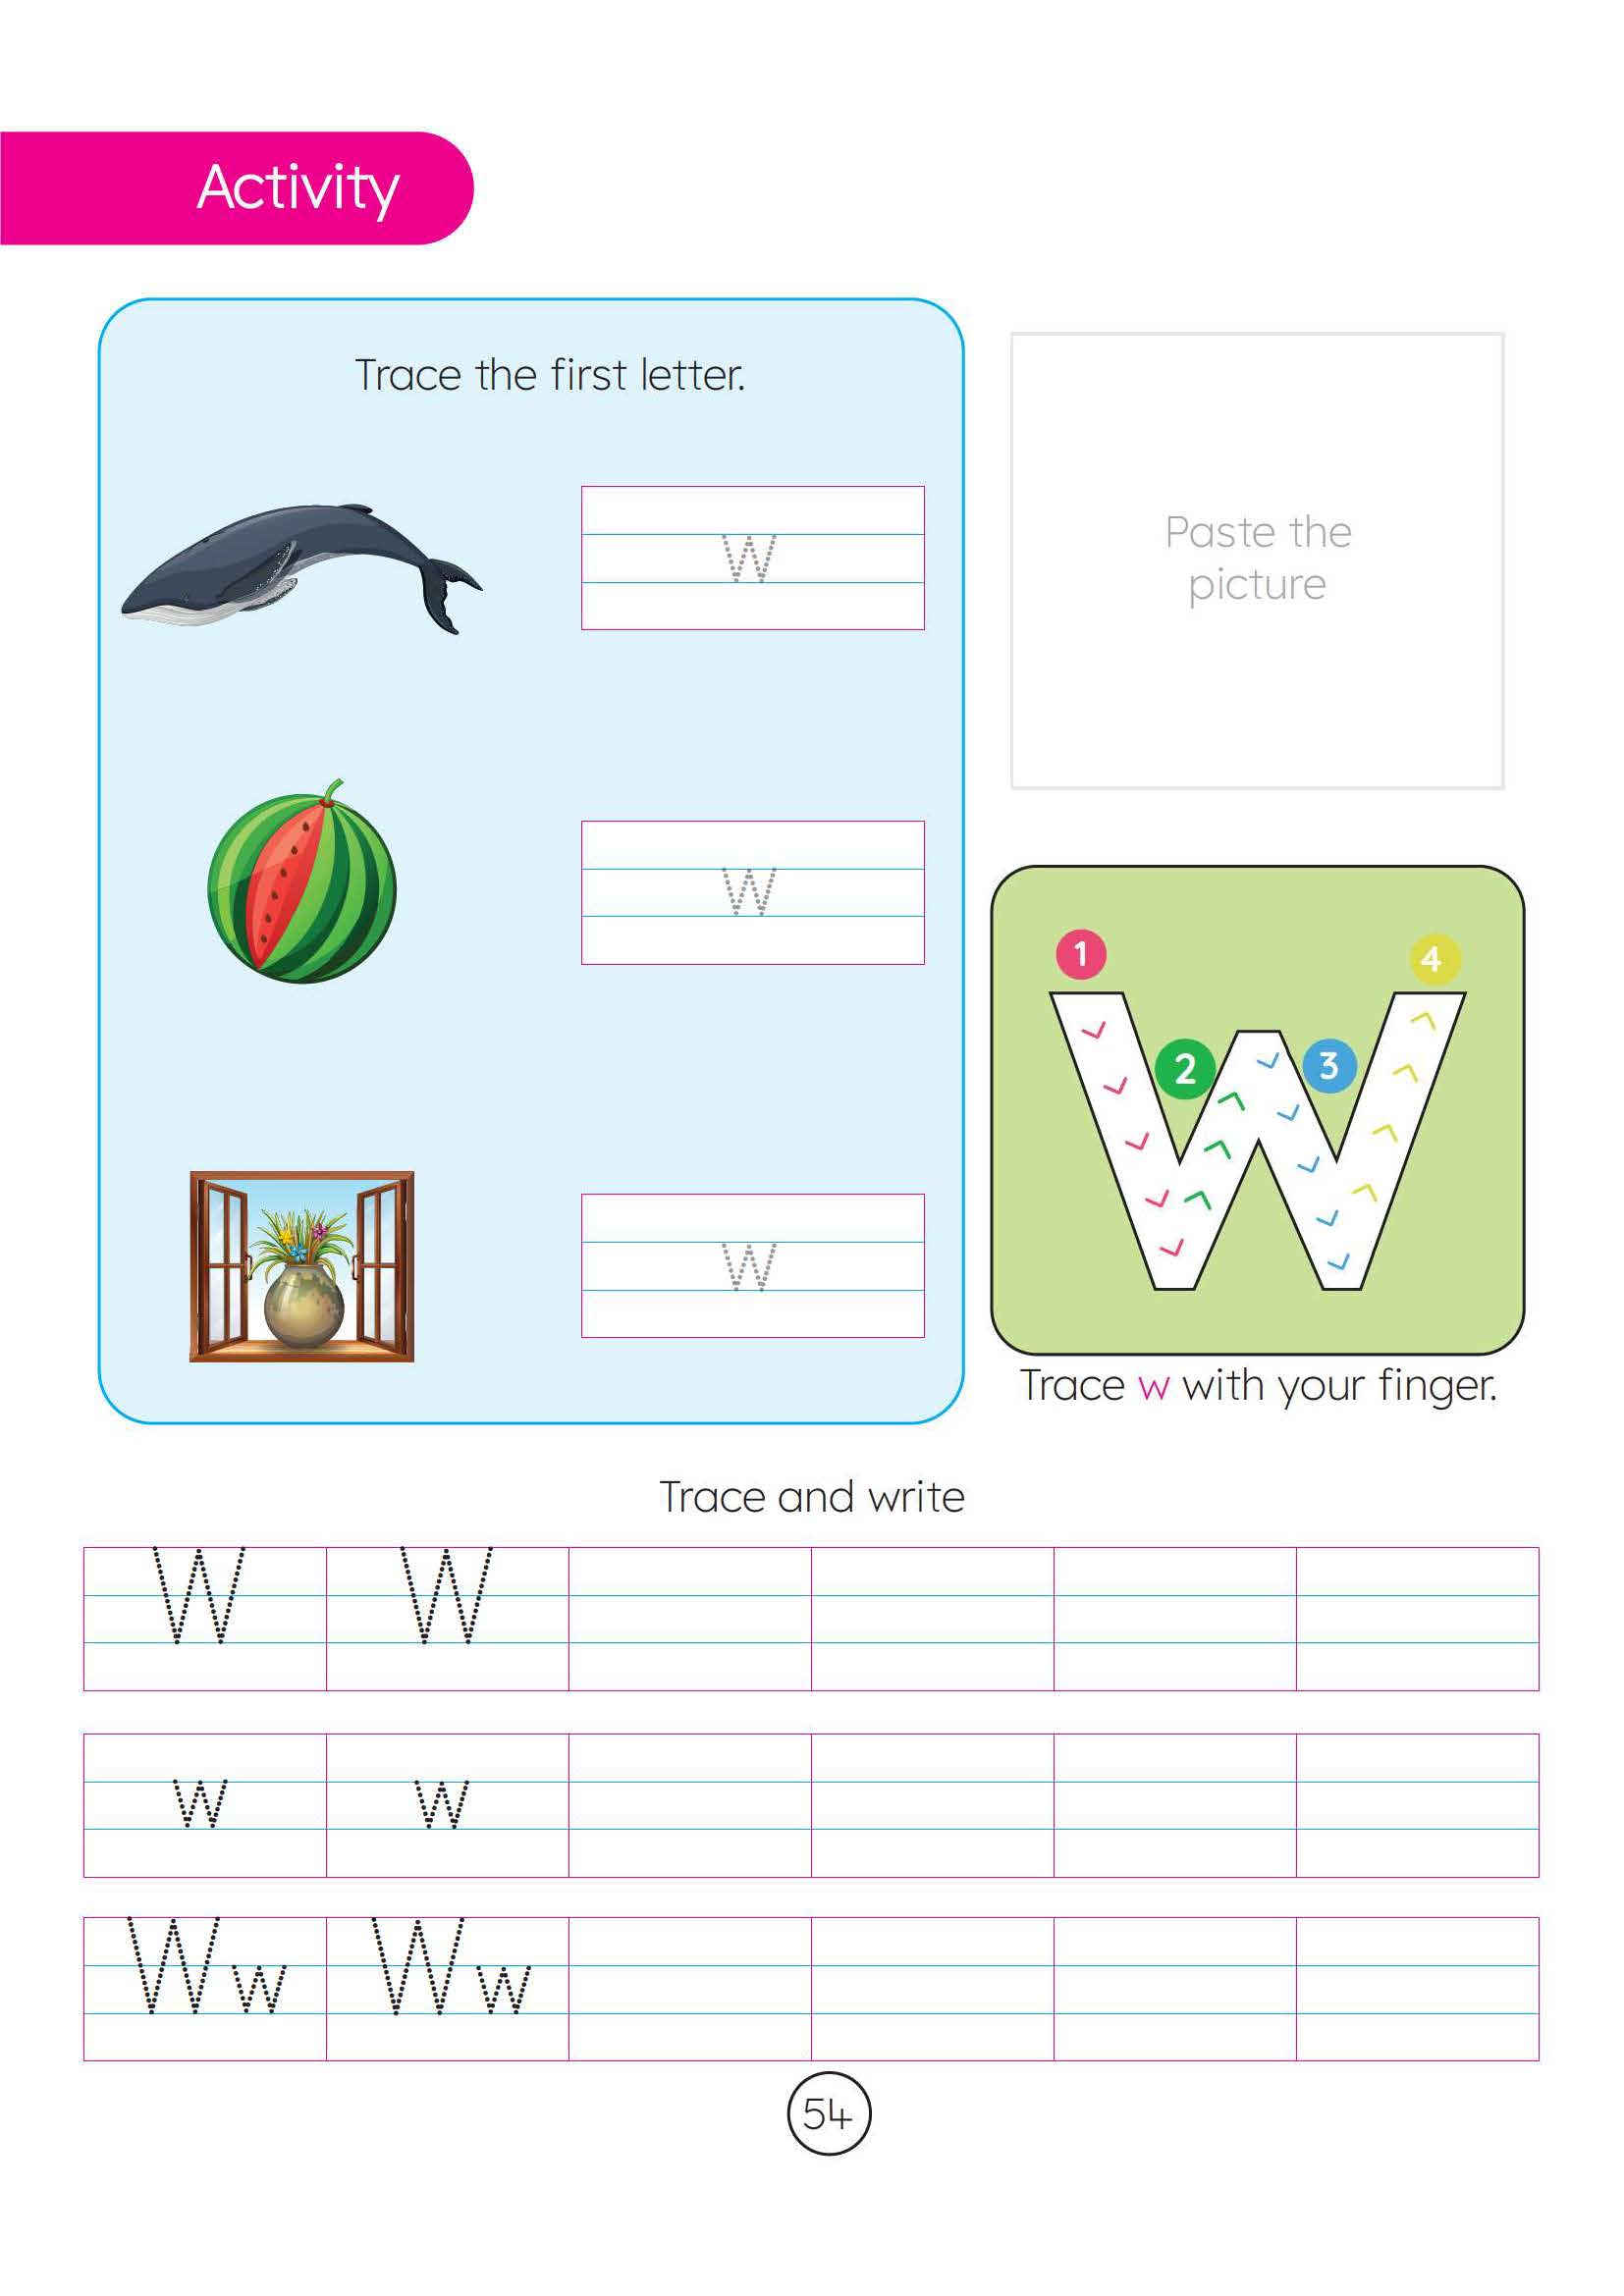 Activity
Trace the first letter.
w
w
w
Paste the
picture
1
4
2
3
w
Trace w with your finger.
Trace and write
W W
w w
Ww Ww
54